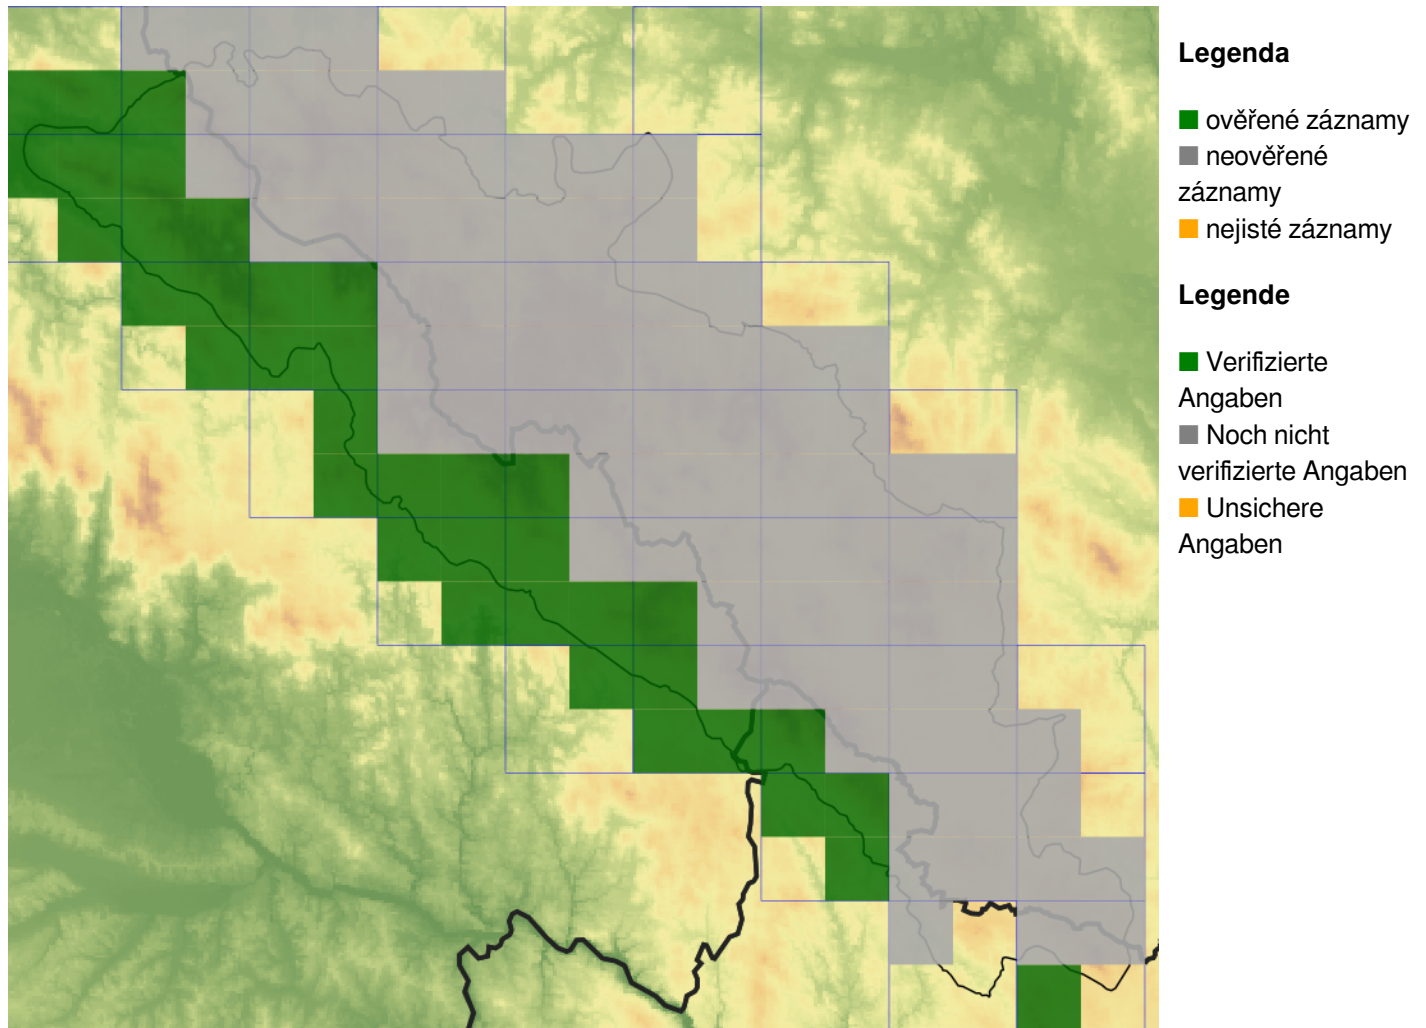 Legenda
ověřené záznamy
neověřené
záznamy
nejisté záznamy
Legende
Verifizierte
Angaben
Noch nicht
verifizierte Angaben
Unsichere
Angaben